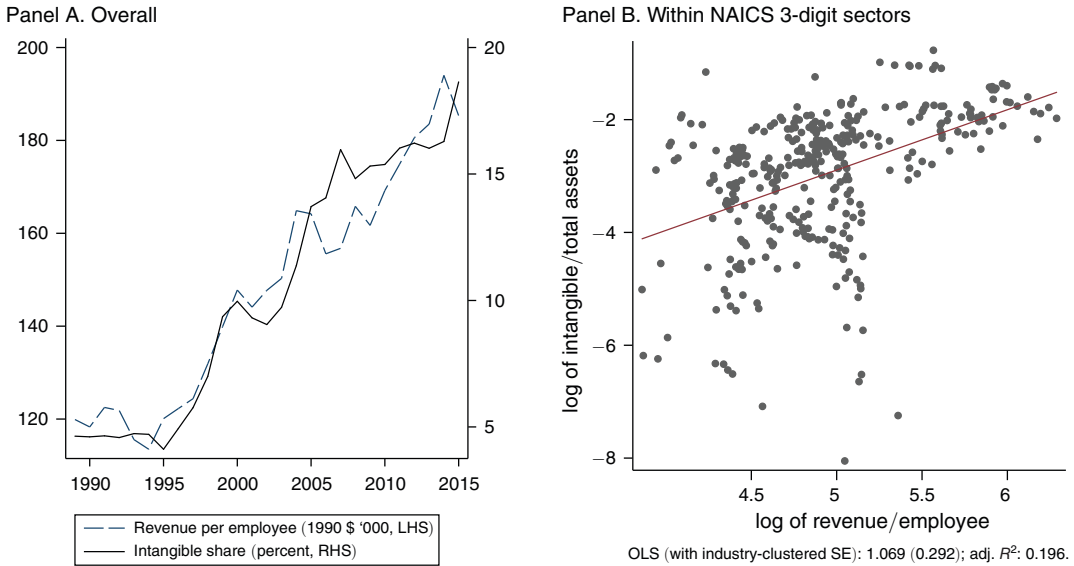 Panel A. Overall
200
180
160
140
120
20
15
10
5
1990 1995 2000 2005 2010 2015
Revenue per employee (1990 $ ‘000, LHS)
Intangible share (percent, RHS)
Panel B. Within NAICS 3-digit sectors
log of intangible/total assets
−2
−4
−6
−8
4.5 5 5.5 6
log of revenue/employee
OLS (with industry-clustered SE): 1.069 (0.292); adj. R²: 0.196.